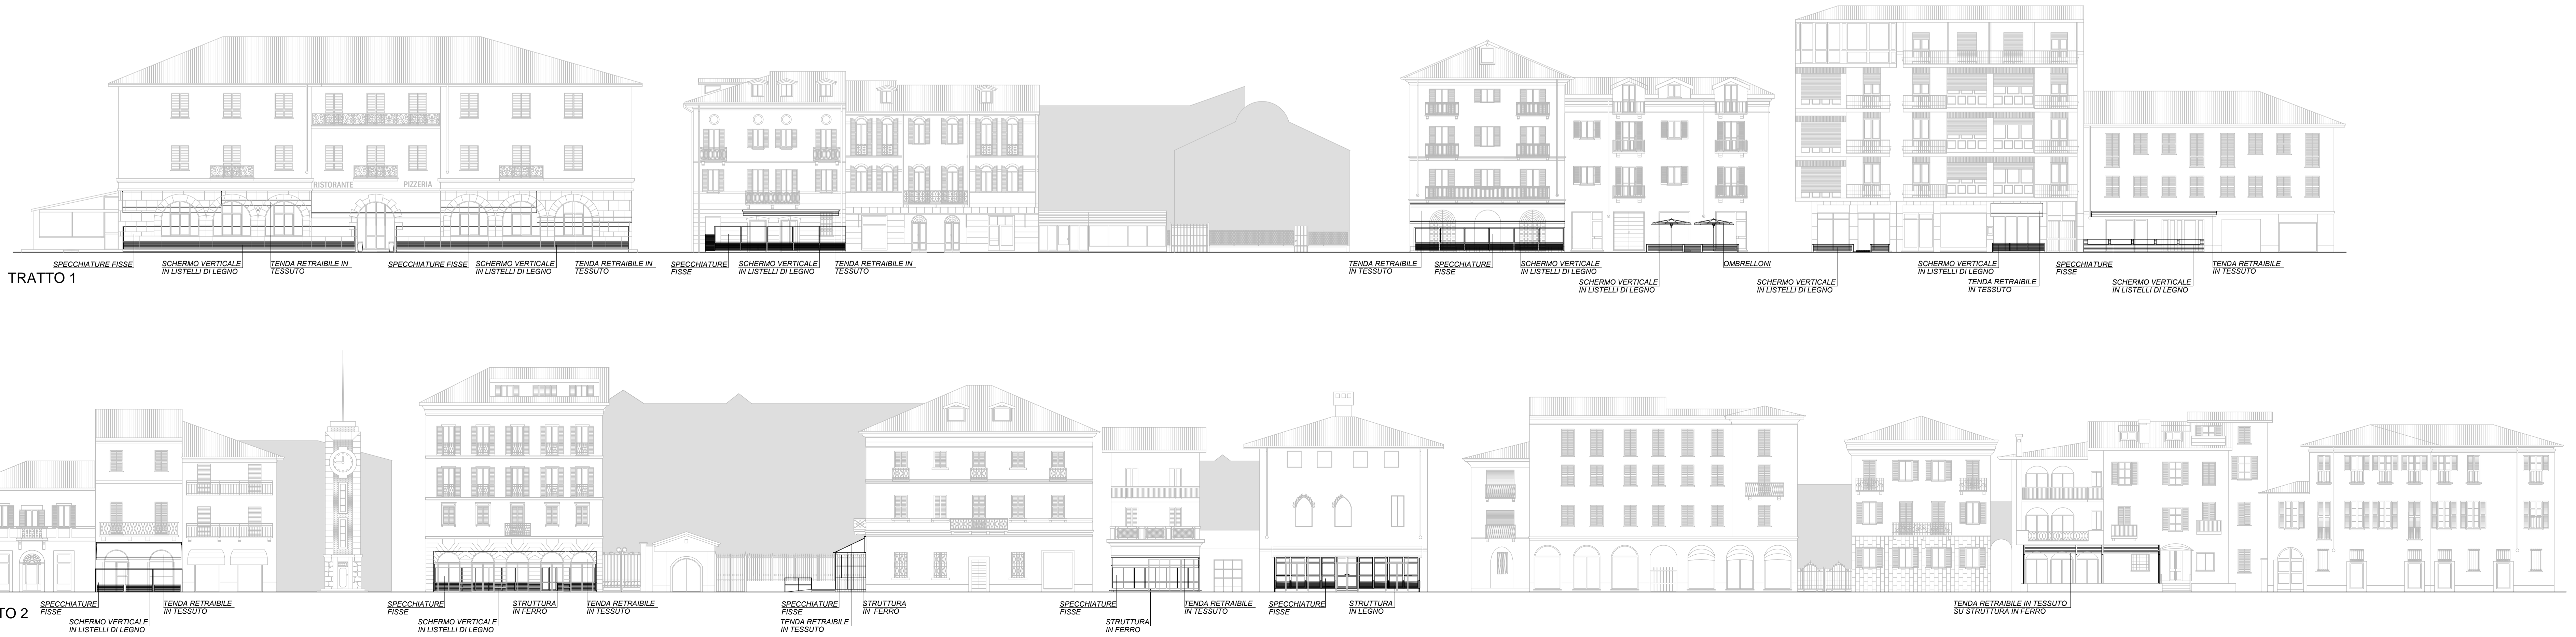 RISTORANTE PIZZERIA
SPECCHIATURE FISSE
SCHERMO VERTICALE
IN LISTELLI DI LEGNO
TENDA RETRAIBILE IN
TESSUTO
SPECCHIATURE FISSE
SCHERMO VERTICALE
IN LISTELLI DI LEGNO
TENDA RETRAIBILE IN
TESSUTO
SPECCHIATURE
FISSE
SCHERMO VERTICALE
IN LISTELLI DI LEGNO
TENDA RETRAIBILE IN
TESSUTO
TENDA RETRAIBILE
IN TESSUTO
SPECCHIATURE
FISSE
SCHERMO VERTICALE
IN LISTELLI DI LEGNO
SCHERMO VERTICALE
IN LISTELLI DI LEGNO
OMBRELLONI
SCHERMO VERTICALE
IN LISTELLI DI LEGNO
SCHERMO VERTICALE
IN LISTELLI DI LEGNO
TENDA RETRAIBILE
IN TESSUTO
SPECCHIATURE
FISSE
SCHERMO VERTICALE
IN LISTELLI DI LEGNO
TENDA RETRAIBILE
IN TESSUTO
TRATTO 1
SPECCHIATURE
FISSE
SCHERMO VERTICALE
IN LISTELLI DI LEGNO
TENDA RETRAIBILE
IN TESSUTO
SPECCHIATURE
FISSE
SCHERMO VERTICALE
IN LISTELLI DI LEGNO
STRUTTURA
IN FERRO
TENDA RETRAIBILE
IN TESSUTO
SPECCHIATURE
FISSE
TENDA RETRAIBILE
IN TESSUTO
STRUTTURA
IN FERRO
SPECCHIATURE
FISSE
STRUTTURA
IN FERRO
TENDA RETRAIBILE
IN TESSUTO
SPECCHIATURE
FISSE
STRUTTURA
IN LEGNO
TENDA RETRAIBILE IN TESSUTO
SU STRUTTURA IN FERRO
TO 2